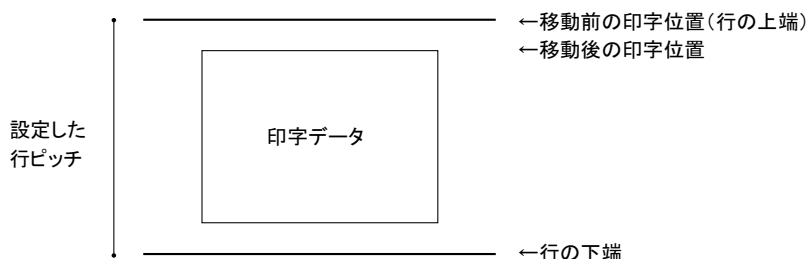 ←移動前の印字位置(行の上端)
←移動後の印字位置
設定した
行ピッチ
印字データ
←行の下端